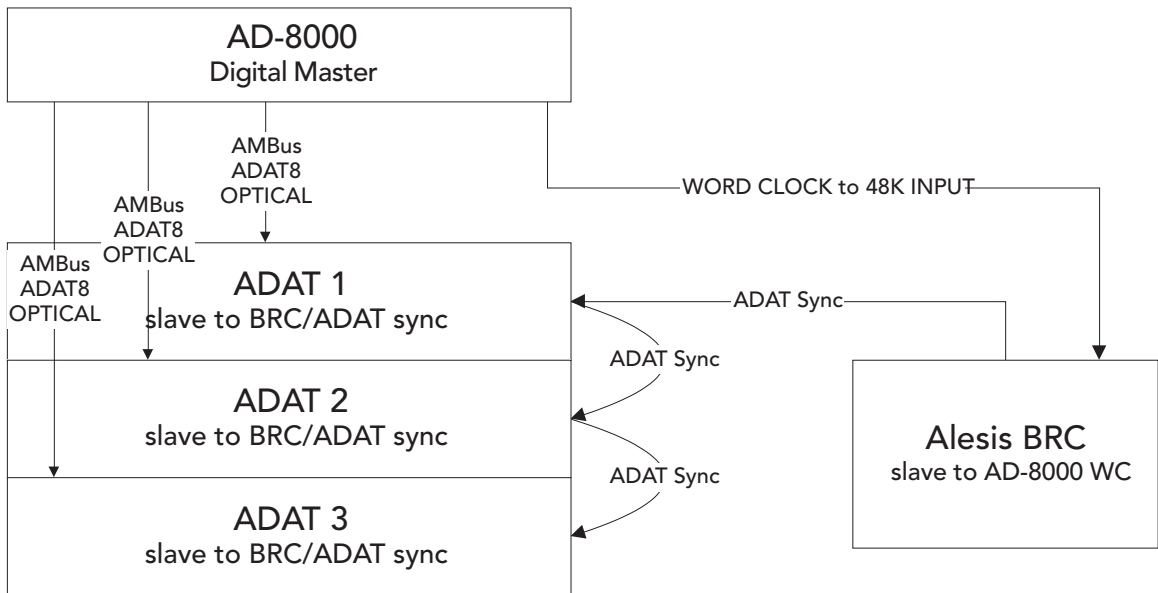 AD-8000
Digital Master
AMBus
ADAT8
OPTICAL
AMBus
ADAT8
OPTICAL
AMBus
ADAT8
OPTICAL
WORD CLOCK to 48K INPUT
ADAT 1
slave to BRC/ADAT sync
ADAT Sync
ADAT Sync
ADAT 2
slave to BRC/ADAT sync
ADAT Sync
ADAT 3
slave to BRC/ADAT sync
Alesis BRC
slave to AD-8000 WC